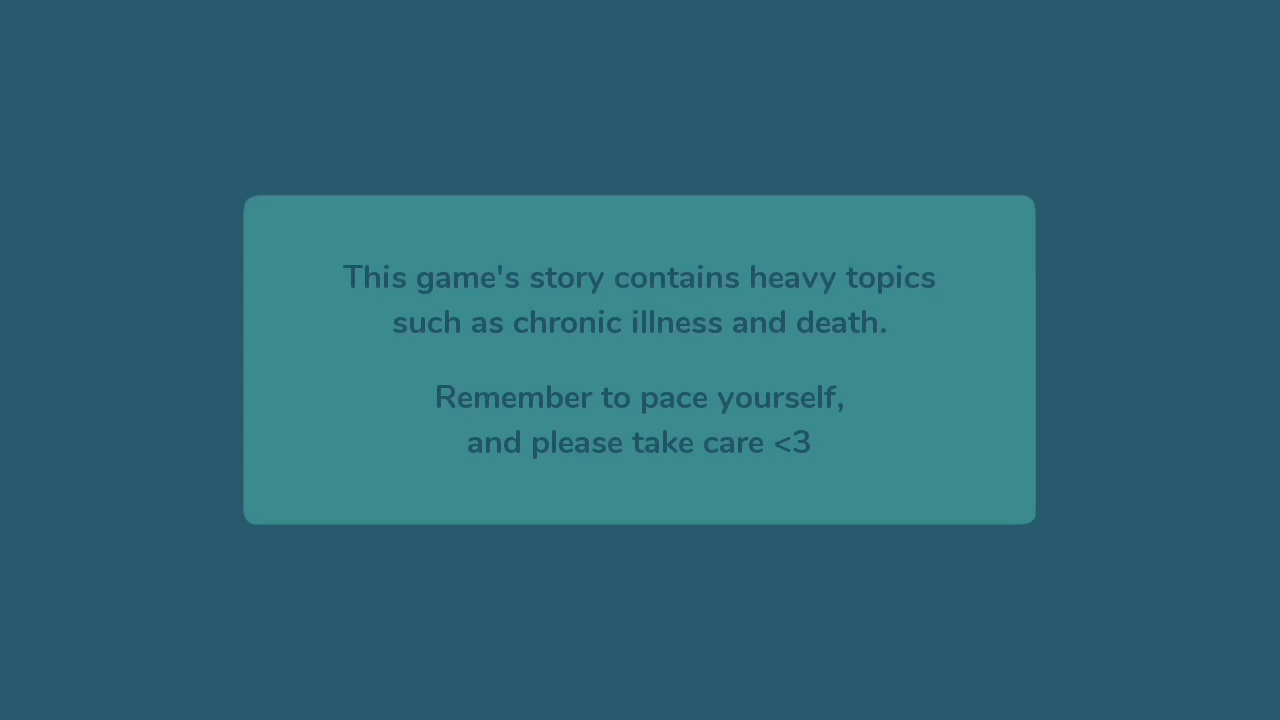 This game's story contains heavy topics
such as chronic illness and death.
Remember to pace yourself,
and please take care <3